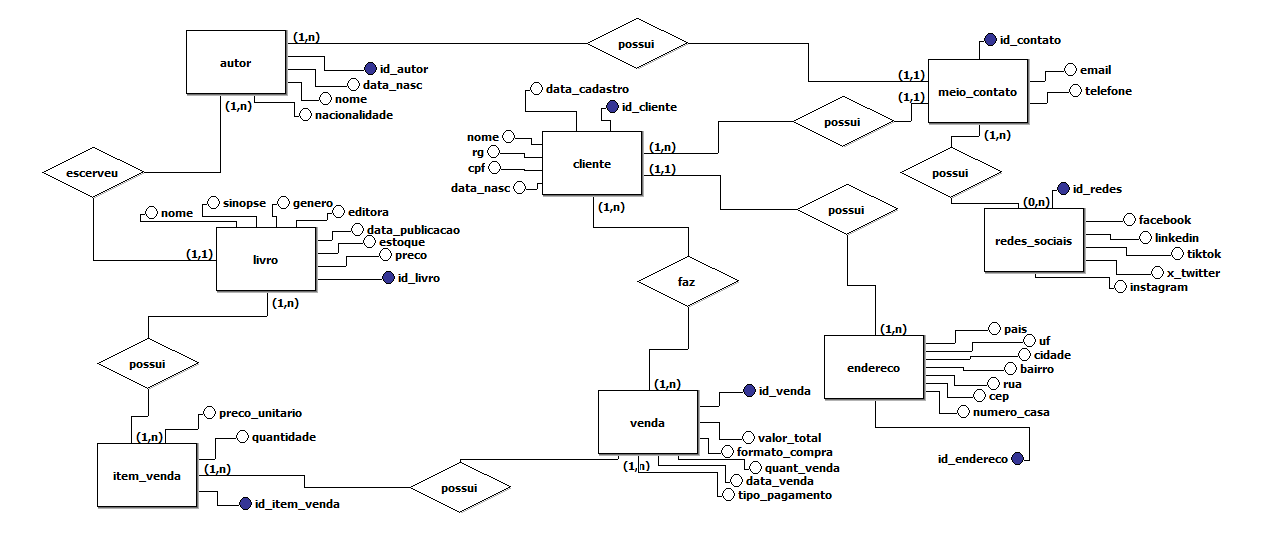 autor
(1,n)
id_autor
data_nasc
nome
nacionalidade
(1,n)
possui
id_contato
(1,1)
meio_contato
email
telefone
(1,1)
(1,n)
data_cadastro
id_cliente
nome
rg
cpf
data_nasc
cliente
(1,n)
(1,1)
(1,n)
possui
possui
possui
id_redes
(0,n)
redes_sociais
facebook
linkedin
tiktok
x_twitter
instagram
escerveu
nome
sinopse
genero
editora
data_publicacao
estoque
preco
id_livro
(1,1)
livro
(1,n)
faz
possui
(1,n)
endereco
pais
uf
cidade
bairro
rua
cep
numero_casa
id_endereco
(1,n)
venda
id_venda
valor_total
formato_compra
quant_venda
data_venda
tipo_pagamento
(1,n)
preco_unitario
quantidade
(1,n)
item_venda
(1,n)
id_item_venda
possui